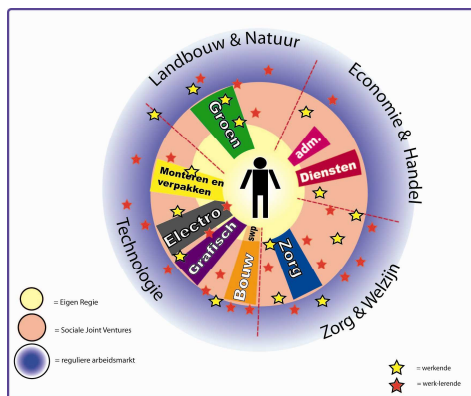 Landbouw & Natuur
Economie & Handel
Zorg & Welzijn
Technologie
Groen
adm.
Diensten
Monteren en
verpakken
Electro
Grafisch
Bouw
swp
Zorg
= Eigen Regie
= Sociale Joint Ventures
= reguliere arbeidsmarkt
= werkende
= werk-lerende